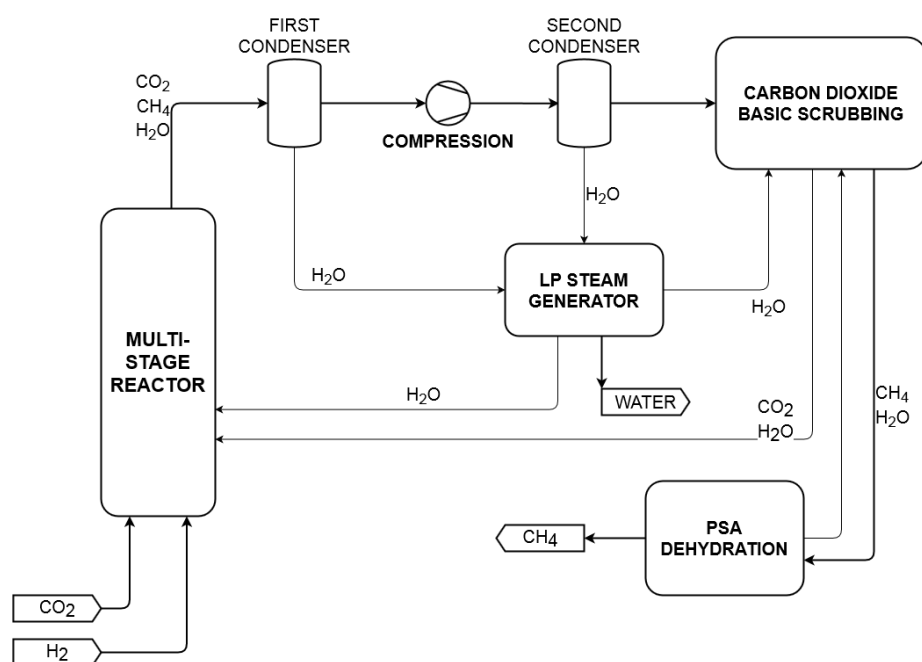 FIRST
CONDENSER
SECOND
CONDENSER
CO2
CH4
H2O
COMPRESSION
CARBON DIOXIDE
BASIC SCRUBBING
H2O
H2O
LP STEAM
GENERATOR
H2O
MULTI-
STAGE
REACTOR
H2O
WATER
CO2
H2O
CH4
H2O
CH4
PSA
DEHYDRATION
CO2
H2